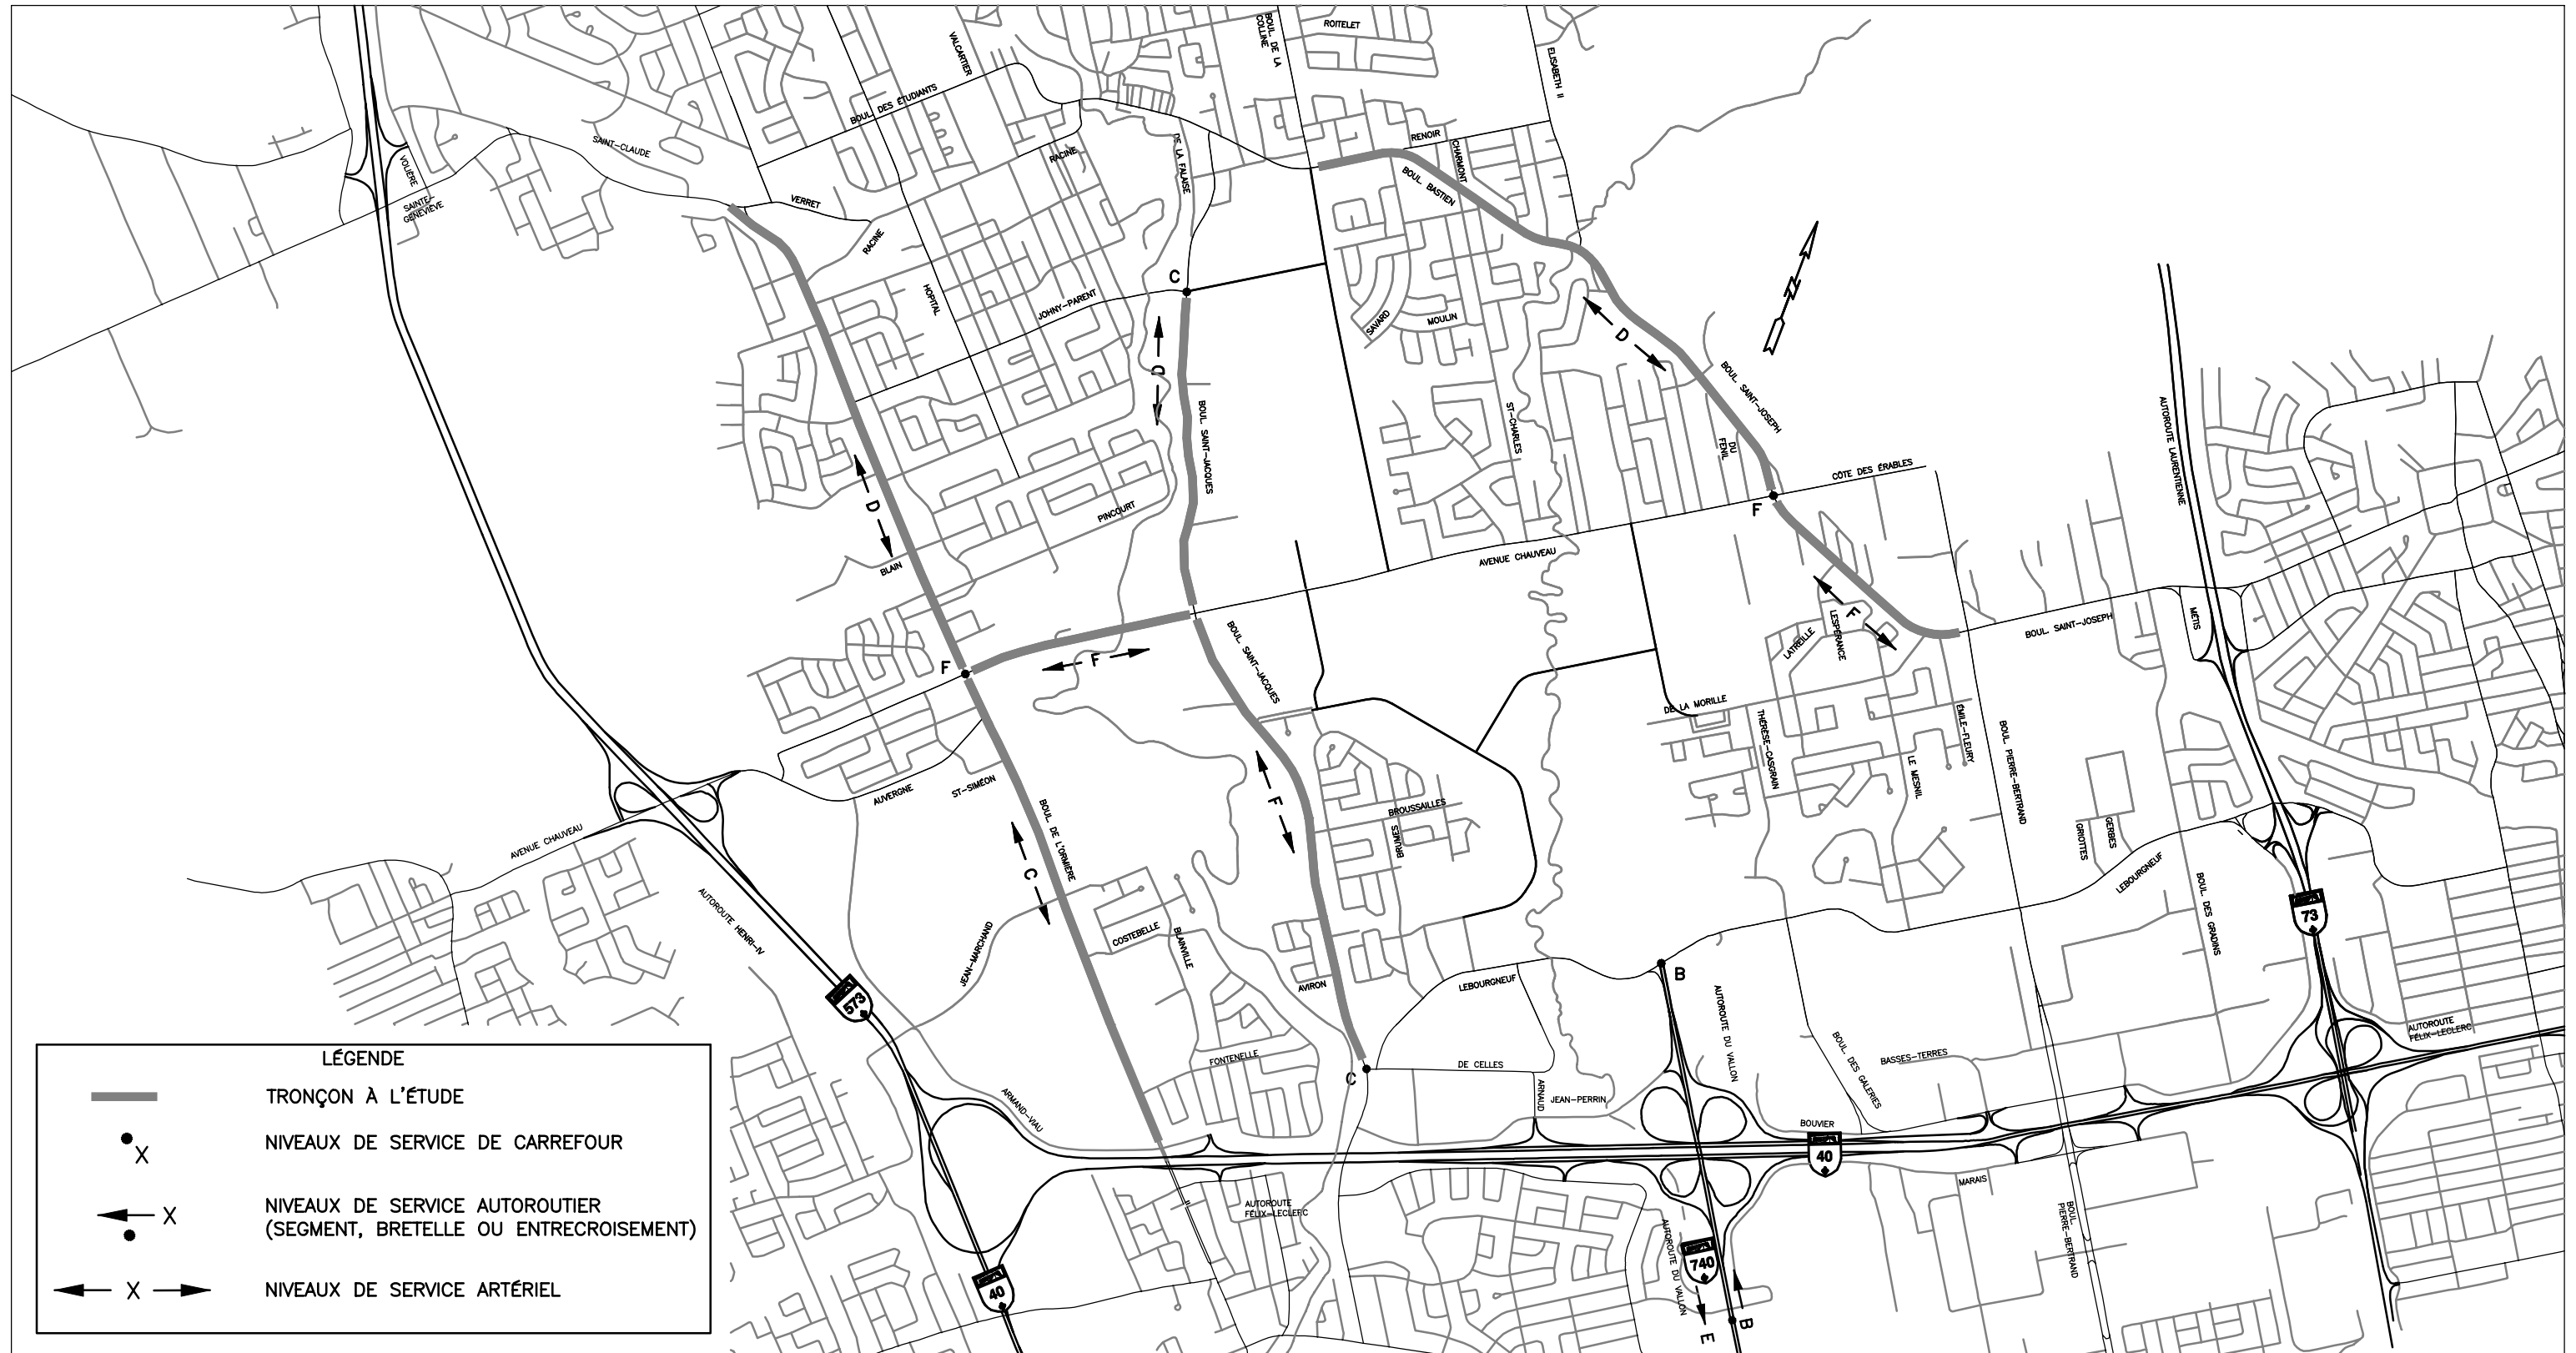 BOUL. DE LA
COLLINE
ROITELET
VALCARTIER
ELISABETH II
BOUL. DES ÉTUDIANTS
SAINT-CLAUDE
RENOIR
CHARMONT
RACINE
DE LA FALAISE
VOLIÈRE
SAINTE-
GENEVIÈVE
VERRET
BOUL. BASTIEN
RACINE
C
HOPITAL
JOHNY-PARENT
SAVARD
MOULIN
D
BOUL. SAINT-JOSEPH
BOUL. SAINT-JACQUES
ST-CHARLES
DU
FENIL
AUTOROUTE LAURENTIENNE
CÔTE DES ÉRABLES
D
PINCOURT
F
BLAIN
AVENUE CHAUVEAU
F
LESPÉRANCE
LATREILLE
MÉTIS
BOUL. SAINT-JOSEPH
F
F
BOUL. SAINT-JACQUES
DE LA MORILLE
THÉRÈSE-CASGRAIN
ÉMILE-FLEURY
BOUL. PIERRE-BERTRAND
LE MESNIL
AUVERGNE
ST-SIMÉON
BOUL. DE L'ORMIÈRE
F
BROUSSAILLES
BRUMES
AVENUE CHAUVEAU
GRIOTTES
GERBES
LEBOURGNEUF
BOUL. DES GRADINS
C
AUTOROUTE HENRI-IV
JEAN-MARCHAND
COSTEBELLE
BLAINVILLE
73
AVIRON
LEBOURGNEUF
B
AUTOROUTE DU VALLON
573
AUTOROUTE
FÉLIX-LECLERC
FONTENELLE
DE CELLES
C
ARNAUD
JEAN-PERRIN
BOUL. DES GALERIES
BASSES-TERRES
ARMAND-VIAU
BOUVIER
40
MARAIS
AUTOROUTE
FÉLIX-LECLERC
AUTOROUTE DU VALLON
740
BOUL.
PIERRE-BERTRAND
40
E
B
LÉGENDE
TRONÇON À L'ÉTUDE
X
NIVEAUX DE SERVICE DE CARREFOUR
X
NIVEAUX DE SERVICE AUTOROUTIER
(SEGMENT, BRETELLE OU ENTRECROISEMENT)
X
NIVEAUX DE SERVICE ARTÉRIEL